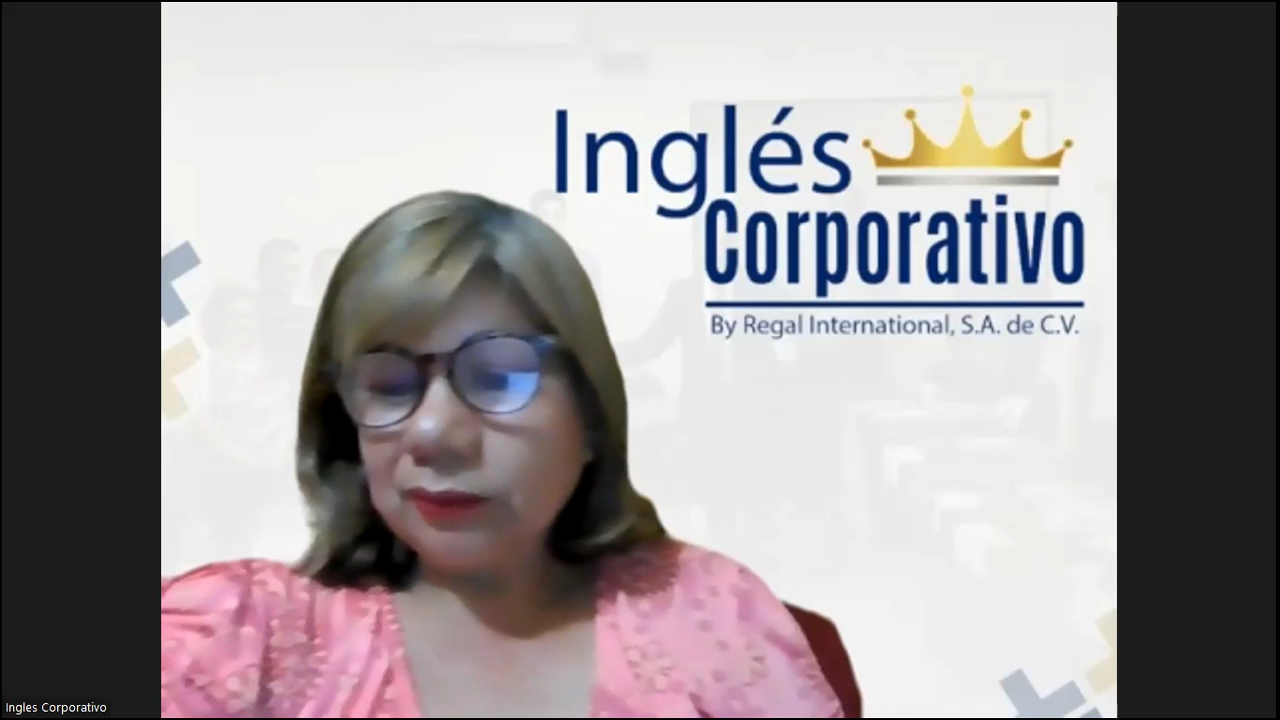 Inglés
Corporativo
By Regal International, S.A. de C.V.
Ingles Corporativo